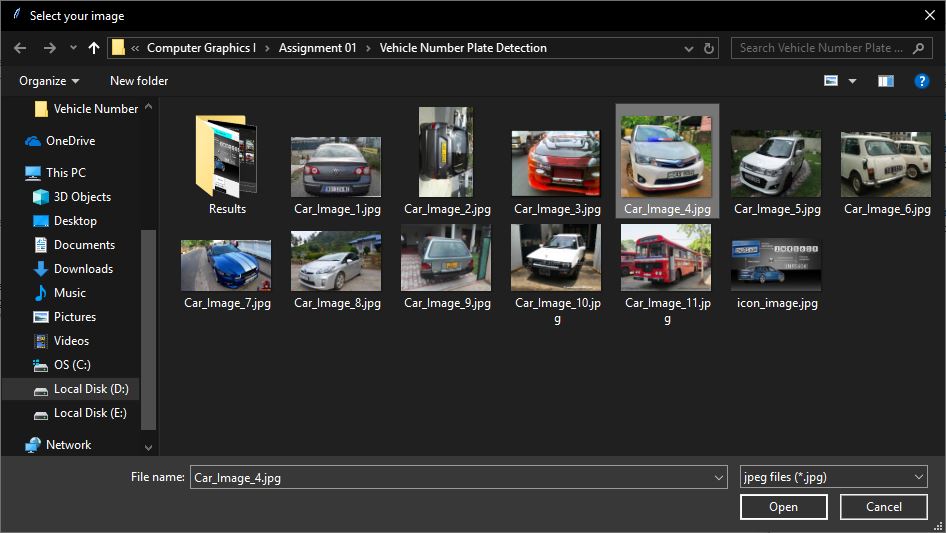 Select your image
Computer Graphics I
Assignment 01
Vehicle Number Plate Detection
Search Vehicle Number Plate ...
Organize
New folder
Vehicle Number
OneDrive
This PC
3D Objects
Desktop
Documents
Downloads
Music
Pictures
Videos
OS (C:)
Local Disk (D:)
Local Disk (E:)
Network
Results
Car_Image_1.jpg
Car_Image_2.jpg
Car_Image_3.jpg
Car_Image_4.jpg
Car_Image_5.jpg
Car_Image_6.jpg
Car_Image_7.jpg
Car_Image_8.jpg
Car_Image_9.jpg
Car_Image_10.jp
g
Car_Image_11.jp
g
icon_image.jpg
File name:
Car_Image_4.jpg
jpeg files (*.jpg)
Open
Cancel